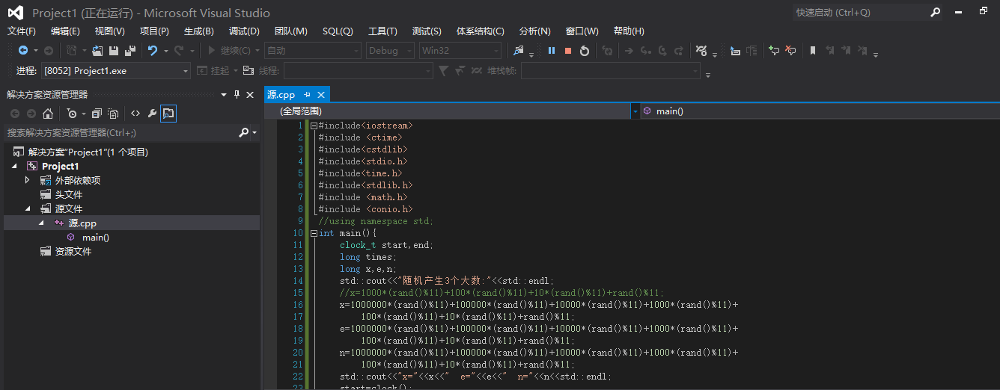 Project1 (正在运行) - Microsoft Visual Studio
快速启动 (Ctrl+Q)
文件(F) 编辑(E) 视图(V) 项目(P) 生成(B) 调试(D) 团队(M) SQL(Q) 工具(T) 测试(S) 体系结构(C) 分析(N) 窗口(W) 帮助(H)
继续(C) 自动 Debug Win32
进程: [8052] Project1.exe 挂起 线程: 堆栈帧:
解决方案资源管理器
搜索解决方案资源管理器(Ctrl+;)
解决方案"Project1"(1 个项目)
Project1
外部依赖项
头文件
源文件
源.cpp
main()
资源文件
源.cpp
(全局范围) main()
1 #include<iostream>
2 #include <ctime>
3 #include<cstdlib>
4 #include<stdio.h>
5 #include<time.h>
6 #include<stdlib.h>
7 #include <math.h>
8 #include <conio.h>
9 //using namespace std;
10 int main(){
11 clock_t start,end;
12 long times;
13 long x,e,n;
14 std::cout<<"随机产生3个大数:"<<std::endl;
15 //x=1000*(rand()%11)+100*(rand()%11)+10*(rand()%11)+rand()%11;
16 x=1000000*(rand()%11)+100000*(rand()%11)+10000*(rand()%11)+1000*(rand()%11)+
17 100*(rand()%11)+10*(rand()%11)+rand()%11;
18 e=1000000*(rand()%11)+100000*(rand()%11)+10000*(rand()%11)+1000*(rand()%11)+
19 100*(rand()%11)+10*(rand()%11)+rand()%11;
20 n=1000000*(rand()%11)+100000*(rand()%11)+10000*(rand()%11)+1000*(rand()%11)+
21 100*(rand()%11)+10*(rand()%11)+rand()%11;
22 std::cout<<"x="<<x<<" e="<<e<<" n="<<n<<std::endl;
23 start=clock();